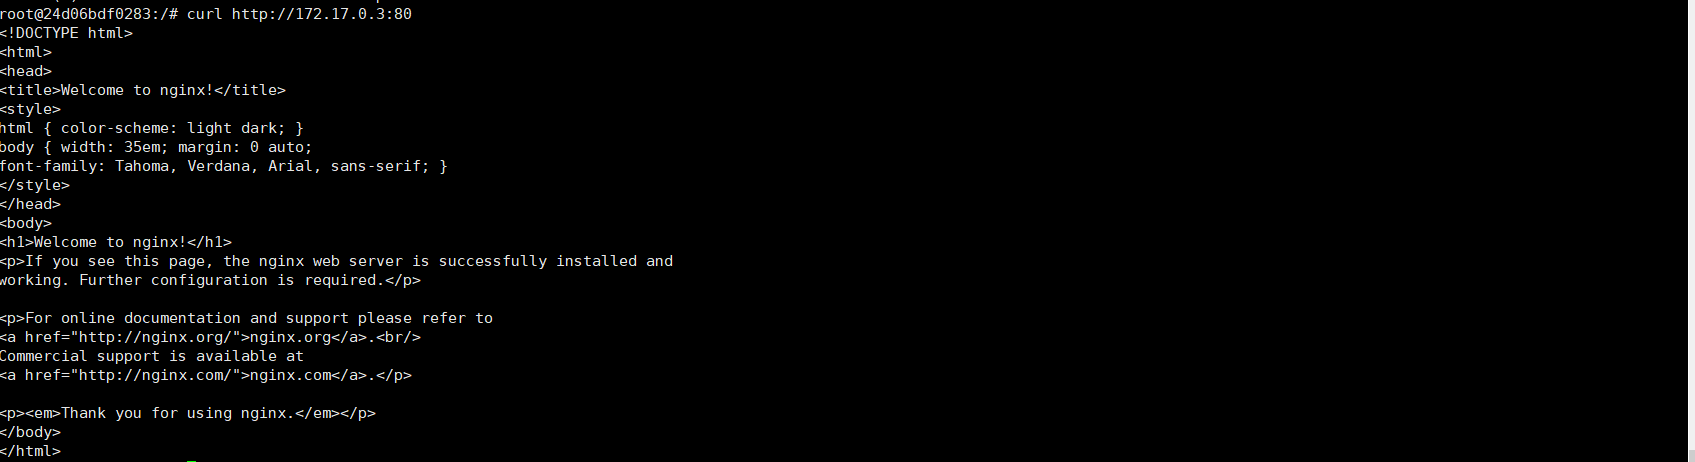 root@24d06bdf0283:/# curl http://172.17.0.3:80
<!DOCTYPE html>
<html>
<head>
<title>Welcome to nginx!</title>
<style>
html { color-scheme: light dark; }
body { width: 35em; margin: 0 auto;
font-family: Tahoma, Verdana, Arial, sans-serif; }
</style>
</head>
<body>
<h1>Welcome to nginx!</h1>
<p>If you see this page, the nginx web server is successfully installed and
working. Further configuration is required.</p>

<p>For online documentation and support please refer to
<a href="http://nginx.org/">nginx.org</a>.<br/>
Commercial support is available at
<a href="http://nginx.com/">nginx.com</a>.</p>

<p><em>Thank you for using nginx.</em></p>
</body>
</html>